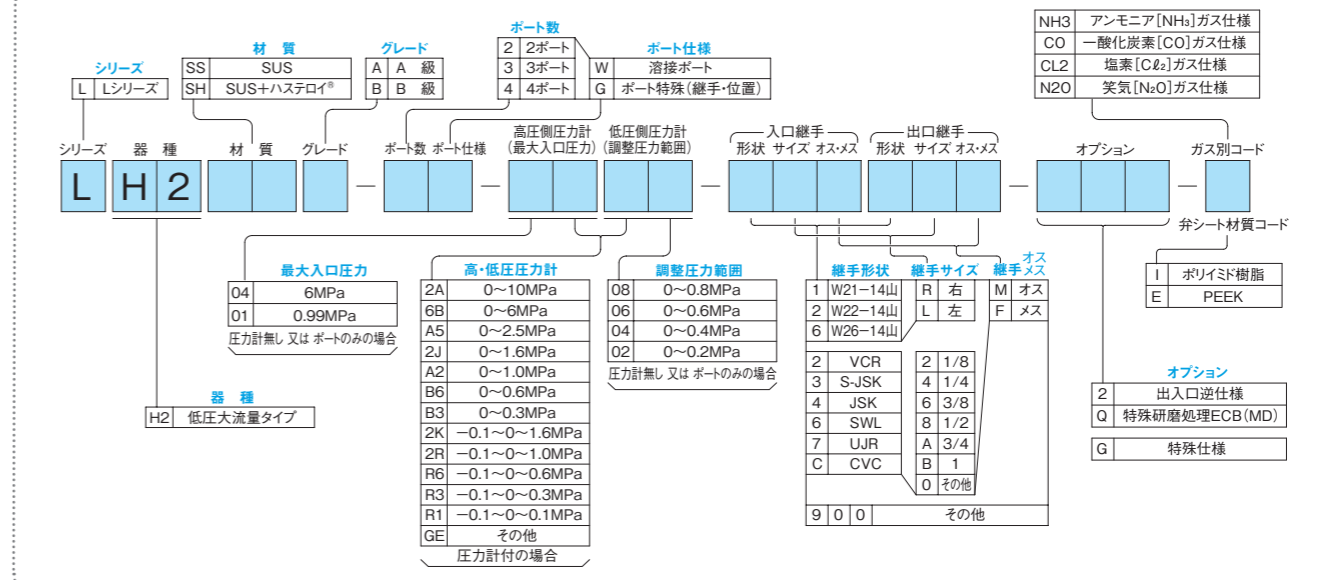 シリーズ
L Lシリーズ
材 質
SS SUS
SH SUS+ハステロイ®
グレード
A A 級
B B 級
ポート数
2 2ポート
3 3ポート
4 4ポート
ポート仕様
W 溶接ポート
G ポート特殊(継手・位置)
NH3 アンモニア[NH₃]ガス仕様
CO 一酸化炭素[CO]ガス仕様
CL2 塩素[Cℓ₂]ガス仕様
N2O 笑気[N₂O]ガス仕様
シリーズ 器 種 材 質 グレード ポート数 ポート仕様
高圧側圧力計
(最大入口圧力)
低圧側圧力計
(調整圧力範囲)
入口継手
形状 サイズ オス・メス
出口継手
形状 サイズ オス・メス
オプション
ガス別コード
L H 2 — — — — —
弁シート材質コード
I ポリイミド樹脂
E PEEK
最大入口圧力
04 6MPa
01 0.99MPa
圧力計無し 又は ポートのみの場合
器 種
H2 低圧大流量タイプ
高・低圧圧力計
2A 0〜10MPa
6B 0〜6MPa
A5 0〜2.5MPa
2J 0〜1.6MPa
A2 0〜1.0MPa
B6 0〜0.6MPa
B3 0〜0.3MPa
2K −0.1〜0〜1.6MPa
2R −0.1〜0〜1.0MPa
R6 −0.1〜0〜0.6MPa
R3 −0.1〜0〜0.3MPa
R1 −0.1〜0〜0.1MPa
GE その他
圧力計付の場合
調整圧力範囲
08 0〜0.8MPa
06 0〜0.6MPa
04 0〜0.4MPa
02 0〜0.2MPa
圧力計無し 又は ポートのみの場合
継手形状 継手サイズ 継手オスメス
1 W21−14山 R 右 M オス
2 W22−14山 L 左 F メス
6 W26−14山
2 VCR 2 1/8
3 S-JSK 4 1/4
4 JSK 6 3/8
6 SWL 8 1/2
7 UJR A 3/4
C CVC B 1
0 その他
9 0 0 その他
オプション
2 出入口逆仕様
Q 特殊研磨処理ECB(MD)
G 特殊仕様